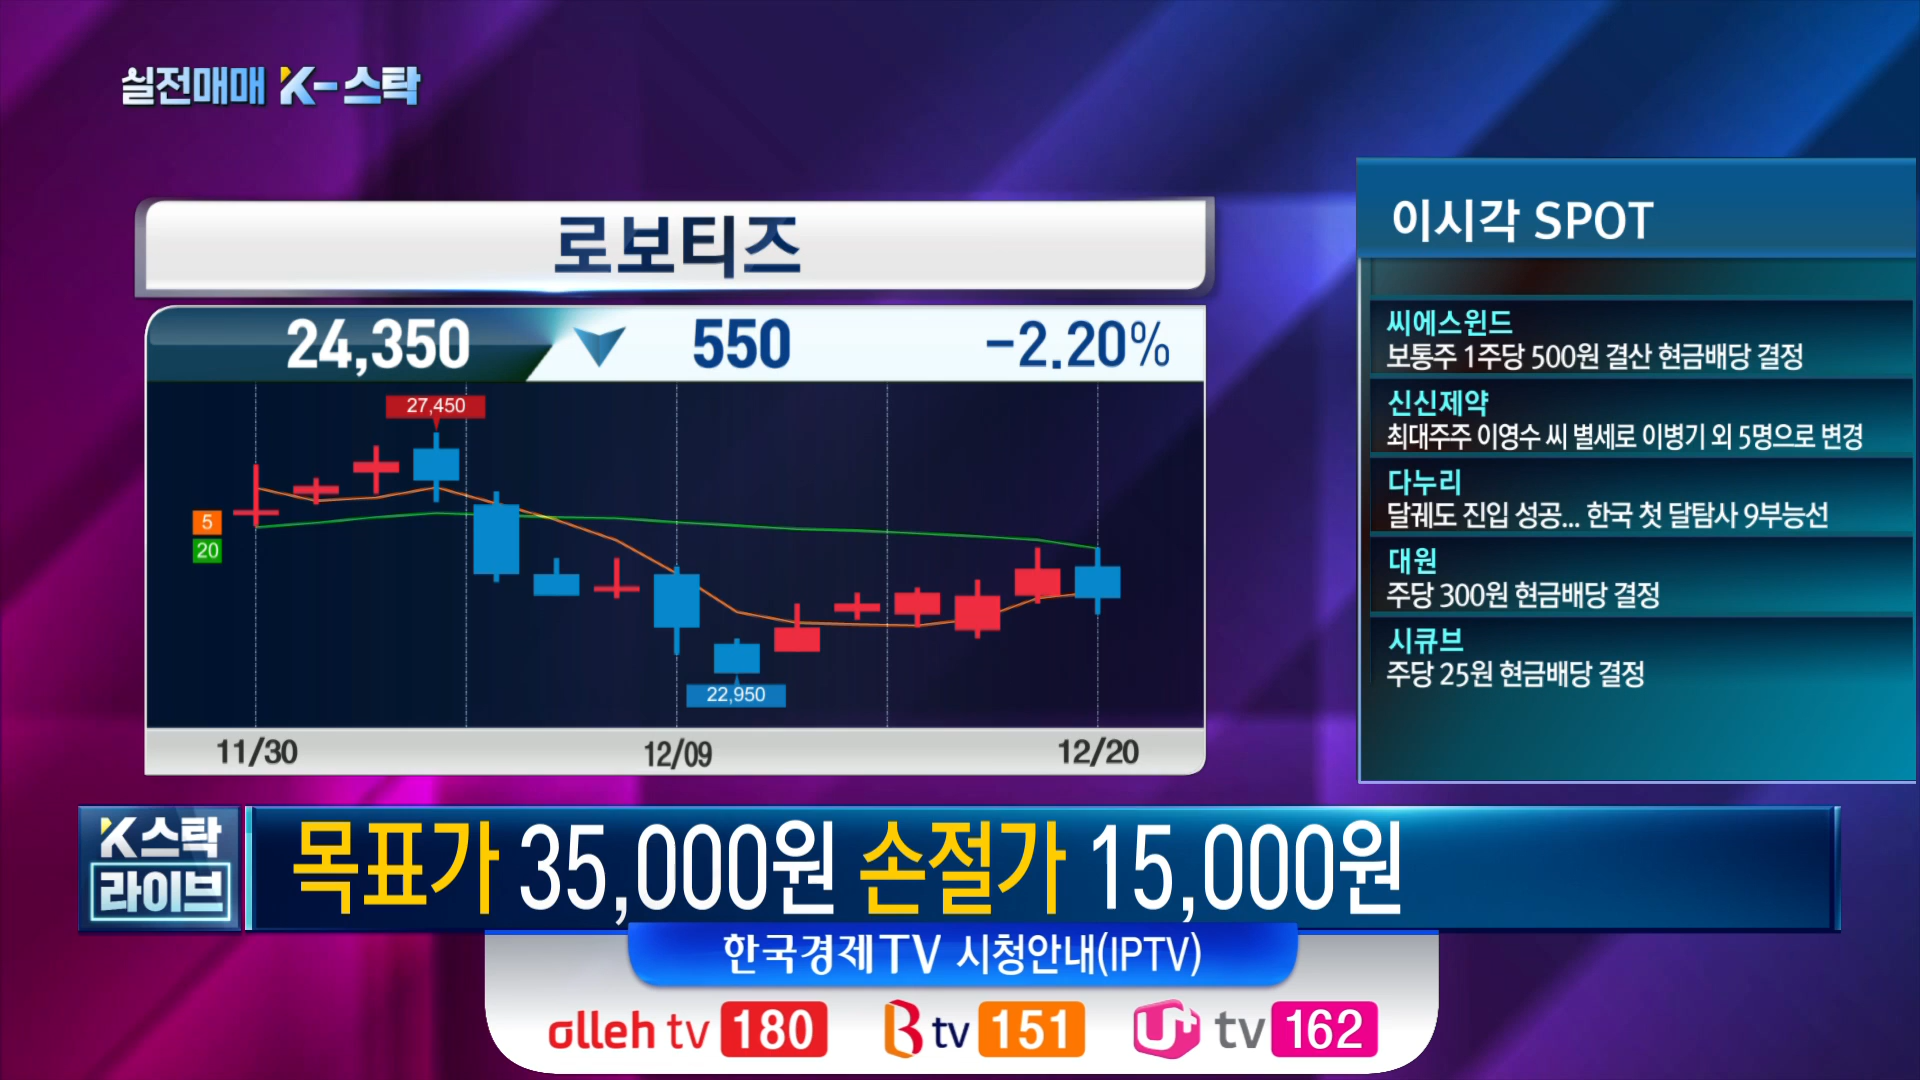 실전매매 K-스탁
로보티즈
24,350 550 -2.20%
27,450
5
20
22,950
11/30 12/09 12/20
이시각 SPOT
씨에스윈드
보통주 1주당 500원 결산 현금배당 결정
신신제약
최대주주 이영수 씨 별세로 이병기 외 5명으로 변경
다누리
달궤도 진입 성공... 한국 첫 달탐사 9부능선
대원
주당 300원 현금배당 결정
시큐브
주당 25원 현금배당 결정
K스탁
라이브
목표가 35,000원 손절가 15,000원
한국경제TV 시청안내(IPTV)
olleh tv 180 B tv 151 U+ tv 162